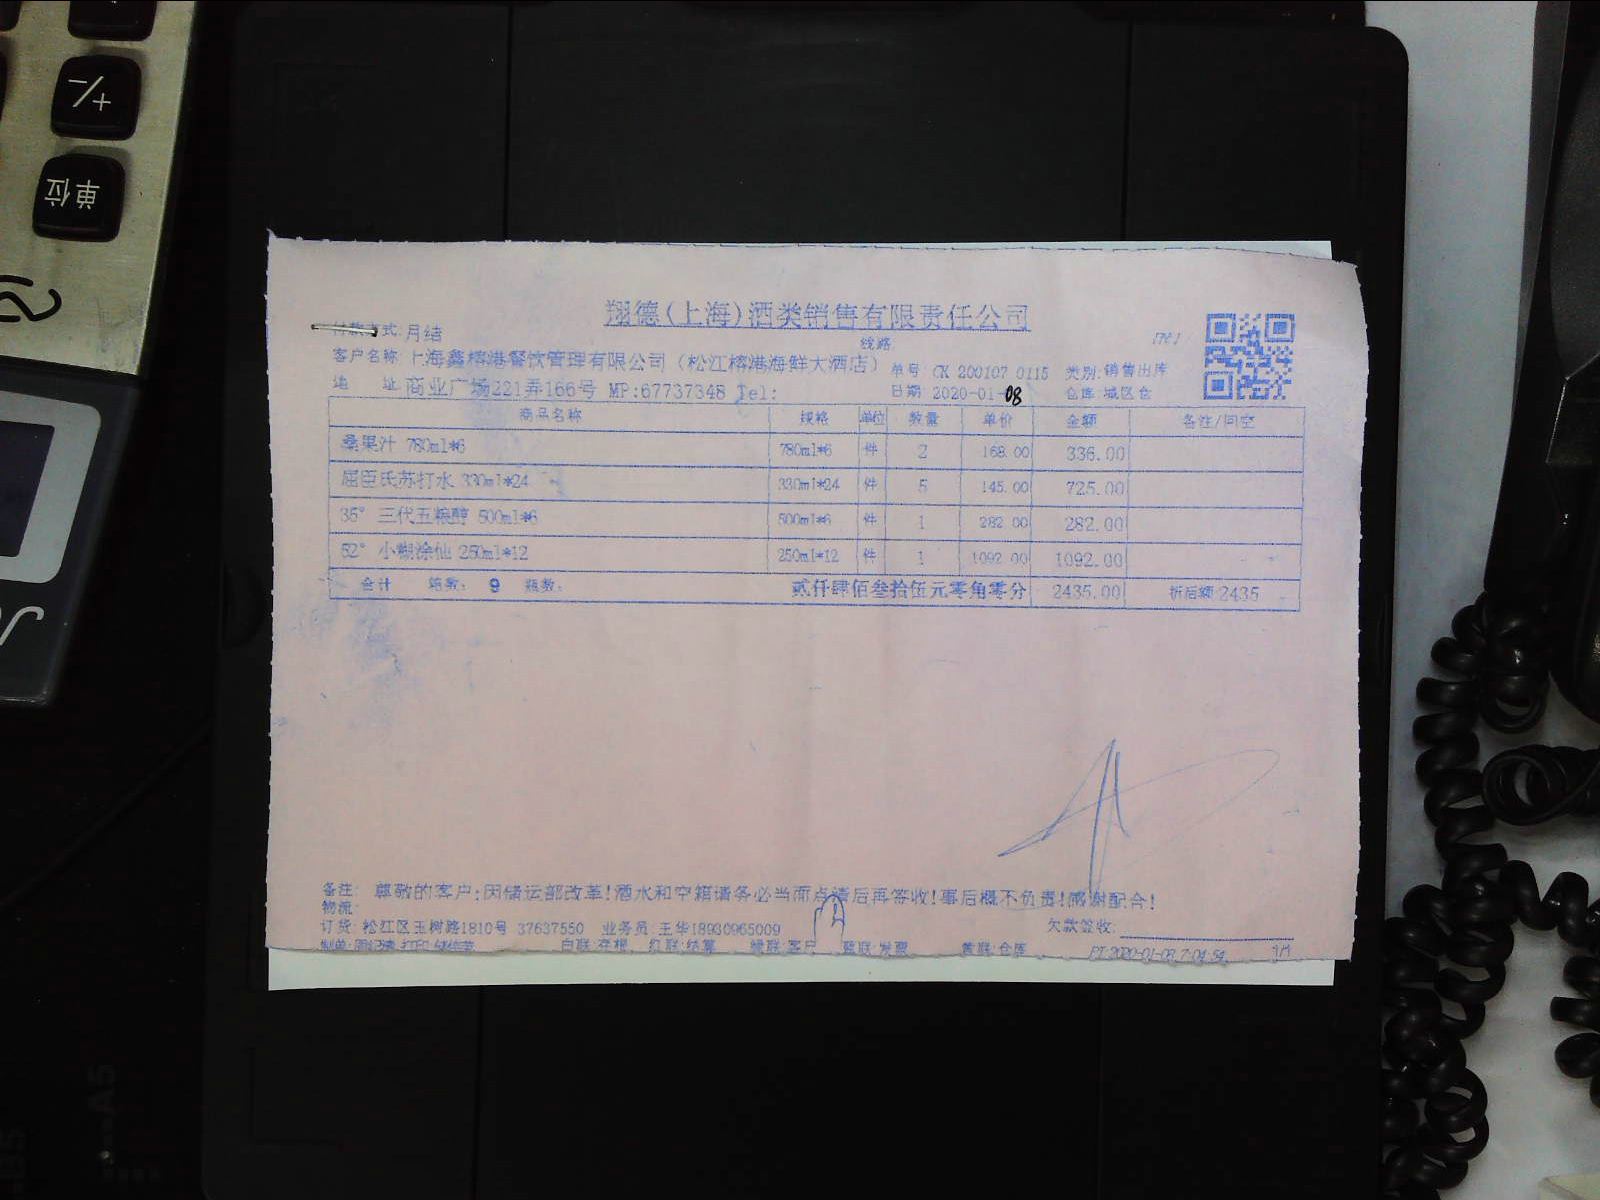 +/-
单位
翔德(上海)酒类销售有限责任公司
付款方式:月结
线路
客户名称:上海鑫榕港餐饮管理有限公司(松江榕港海鲜大酒店) 单号 CK 200107 0115 类别:销售出库
地 址 商业广场221弄166号 MP:67737348 Tel: 日期 2020-01-08 仓库:城区仓
商品名称 规格 单位 数量 单价 金额 备注/回空
桑果汁 780ml*6 780ml*6 件 2 168.00 336.00
屈臣氏苏打水 330ml*24 330ml*24 件 5 145.00 725.00
35° 三代五粮醇 500ml*6 500ml*6 件 1 282.00 282.00
52° 小糊涂仙 250ml*12 250ml*12 件 1 1092.00 1092.00
合计 箱数: 9 瓶数: 贰仟肆佰叁拾伍元零角零分 2435.00 折后额 2435
备注: 尊敬的客户:因储运部改革!酒水和空箱请务必当面点清后再签收!事后概不负责!感谢配合!
物流:
订货: 松江区玉树路1810号 37637550 业务员:王华18930965009 欠款签收:
制单: 打印 白联:存根 红联:结算 绿联:客户 蓝联:发票 黄联:仓库 PT 2020-01-08 7:04:54 1/1